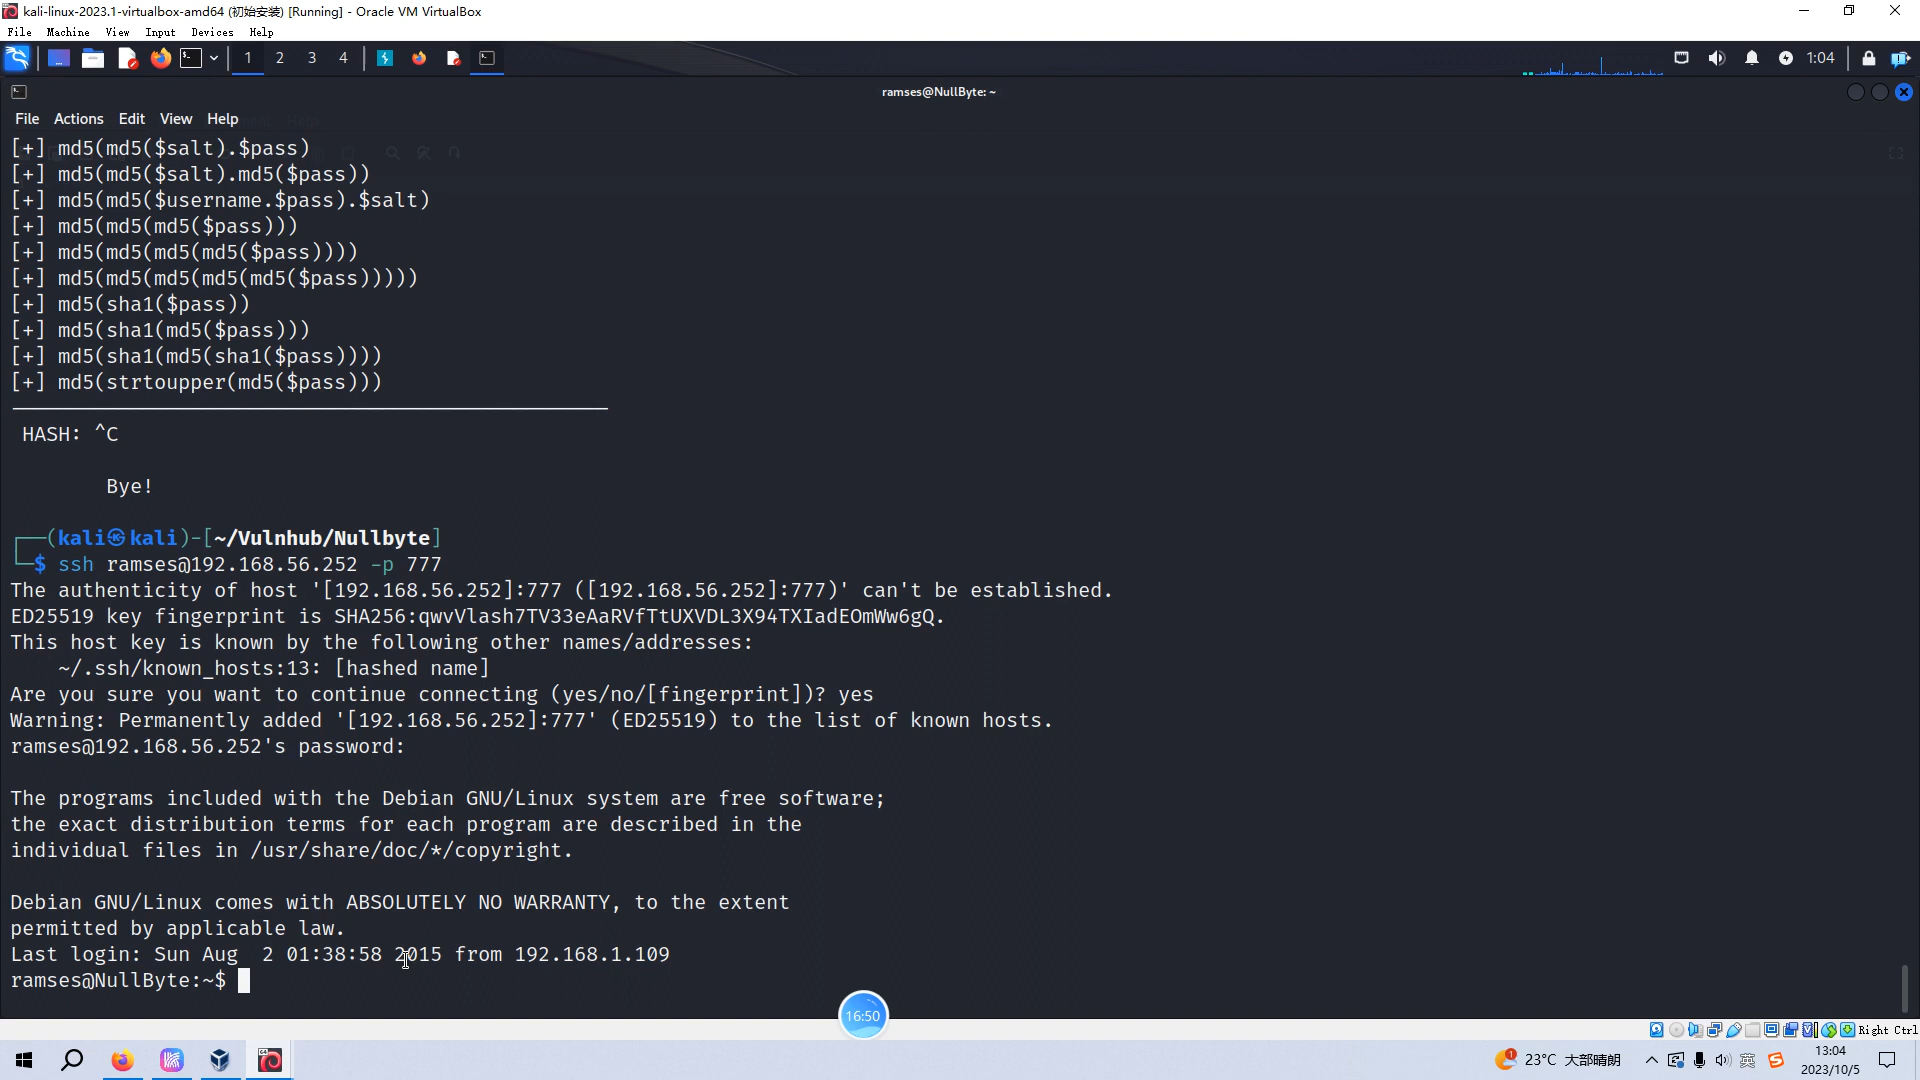 kali-linux-2023.1-virtualbox-amd64 (初始安装) [Running] - Oracle VM VirtualBox
File Machine View Input Devices Help
1 2 3 4 1:04
ramses@NullByte: ~
File Actions Edit View Help
[+] md5(md5($salt).$pass)
[+] md5(md5($salt).md5($pass))
[+] md5(md5($username.$pass).$salt)
[+] md5(md5(md5($pass)))
[+] md5(md5(md5(md5($pass))))
[+] md5(md5(md5(md5(md5($pass)))))
[+] md5(sha1($pass))
[+] md5(sha1(md5($pass)))
[+] md5(sha1(md5(sha1($pass))))
[+] md5(strtoupper(md5($pass)))
HASH: ^C
Bye!
┌──(kali㉿kali)-[~/Vulnhub/Nullbyte]
└─$ ssh ramses@192.168.56.252 -p 777
The authenticity of host '[192.168.56.252]:777 ([192.168.56.252]:777)' can't be established.
ED25519 key fingerprint is SHA256:qwvVlash7TV33eAaRVfTtUXVDL3X94TXIadEOmWw6gQ.
This host key is known by the following other names/addresses:
~/.ssh/known_hosts:13: [hashed name]
Are you sure you want to continue connecting (yes/no/[fingerprint])? yes
Warning: Permanently added '[192.168.56.252]:777' (ED25519) to the list of known hosts.
ramses@192.168.56.252's password:
The programs included with the Debian GNU/Linux system are free software;
the exact distribution terms for each program are described in the
individual files in /usr/share/doc/*/copyright.
Debian GNU/Linux comes with ABSOLUTELY NO WARRANTY, to the extent
permitted by applicable law.
Last login: Sun Aug  2 01:38:58 2015 from 192.168.1.109
ramses@NullByte:~$
16:50
Right Ctrl
23°C 大部晴朗 英 13:04
2023/10/5